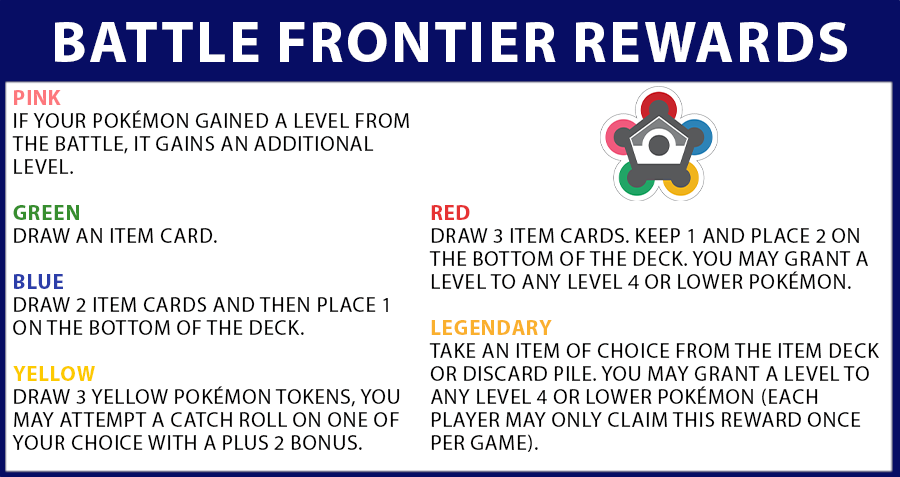 BATTLE FRONTIER REWARDS
PINK
IF YOUR POKÉMON GAINED A LEVEL FROM
THE BATTLE, IT GAINS AN ADDITIONAL
LEVEL.
GREEN
DRAW AN ITEM CARD.
BLUE
DRAW 2 ITEM CARDS AND THEN PLACE 1
ON THE BOTTOM OF THE DECK.
YELLOW
DRAW 3 YELLOW POKÉMON TOKENS, YOU
MAY ATTEMPT A CATCH ROLL ON ONE OF
YOUR CHOICE WITH A PLUS 2 BONUS.
RED
DRAW 3 ITEM CARDS. KEEP 1 AND PLACE 2 ON
THE BOTTOM OF THE DECK. YOU MAY GRANT A
LEVEL TO ANY LEVEL 4 OR LOWER POKÉMON.
LEGENDARY
TAKE AN ITEM OF CHOICE FROM THE ITEM DECK
OR DISCARD PILE. YOU MAY GRANT A LEVEL TO
ANY LEVEL 4 OR LOWER POKÉMON (EACH
PLAYER MAY ONLY CLAIM THIS REWARD ONCE
PER GAME).